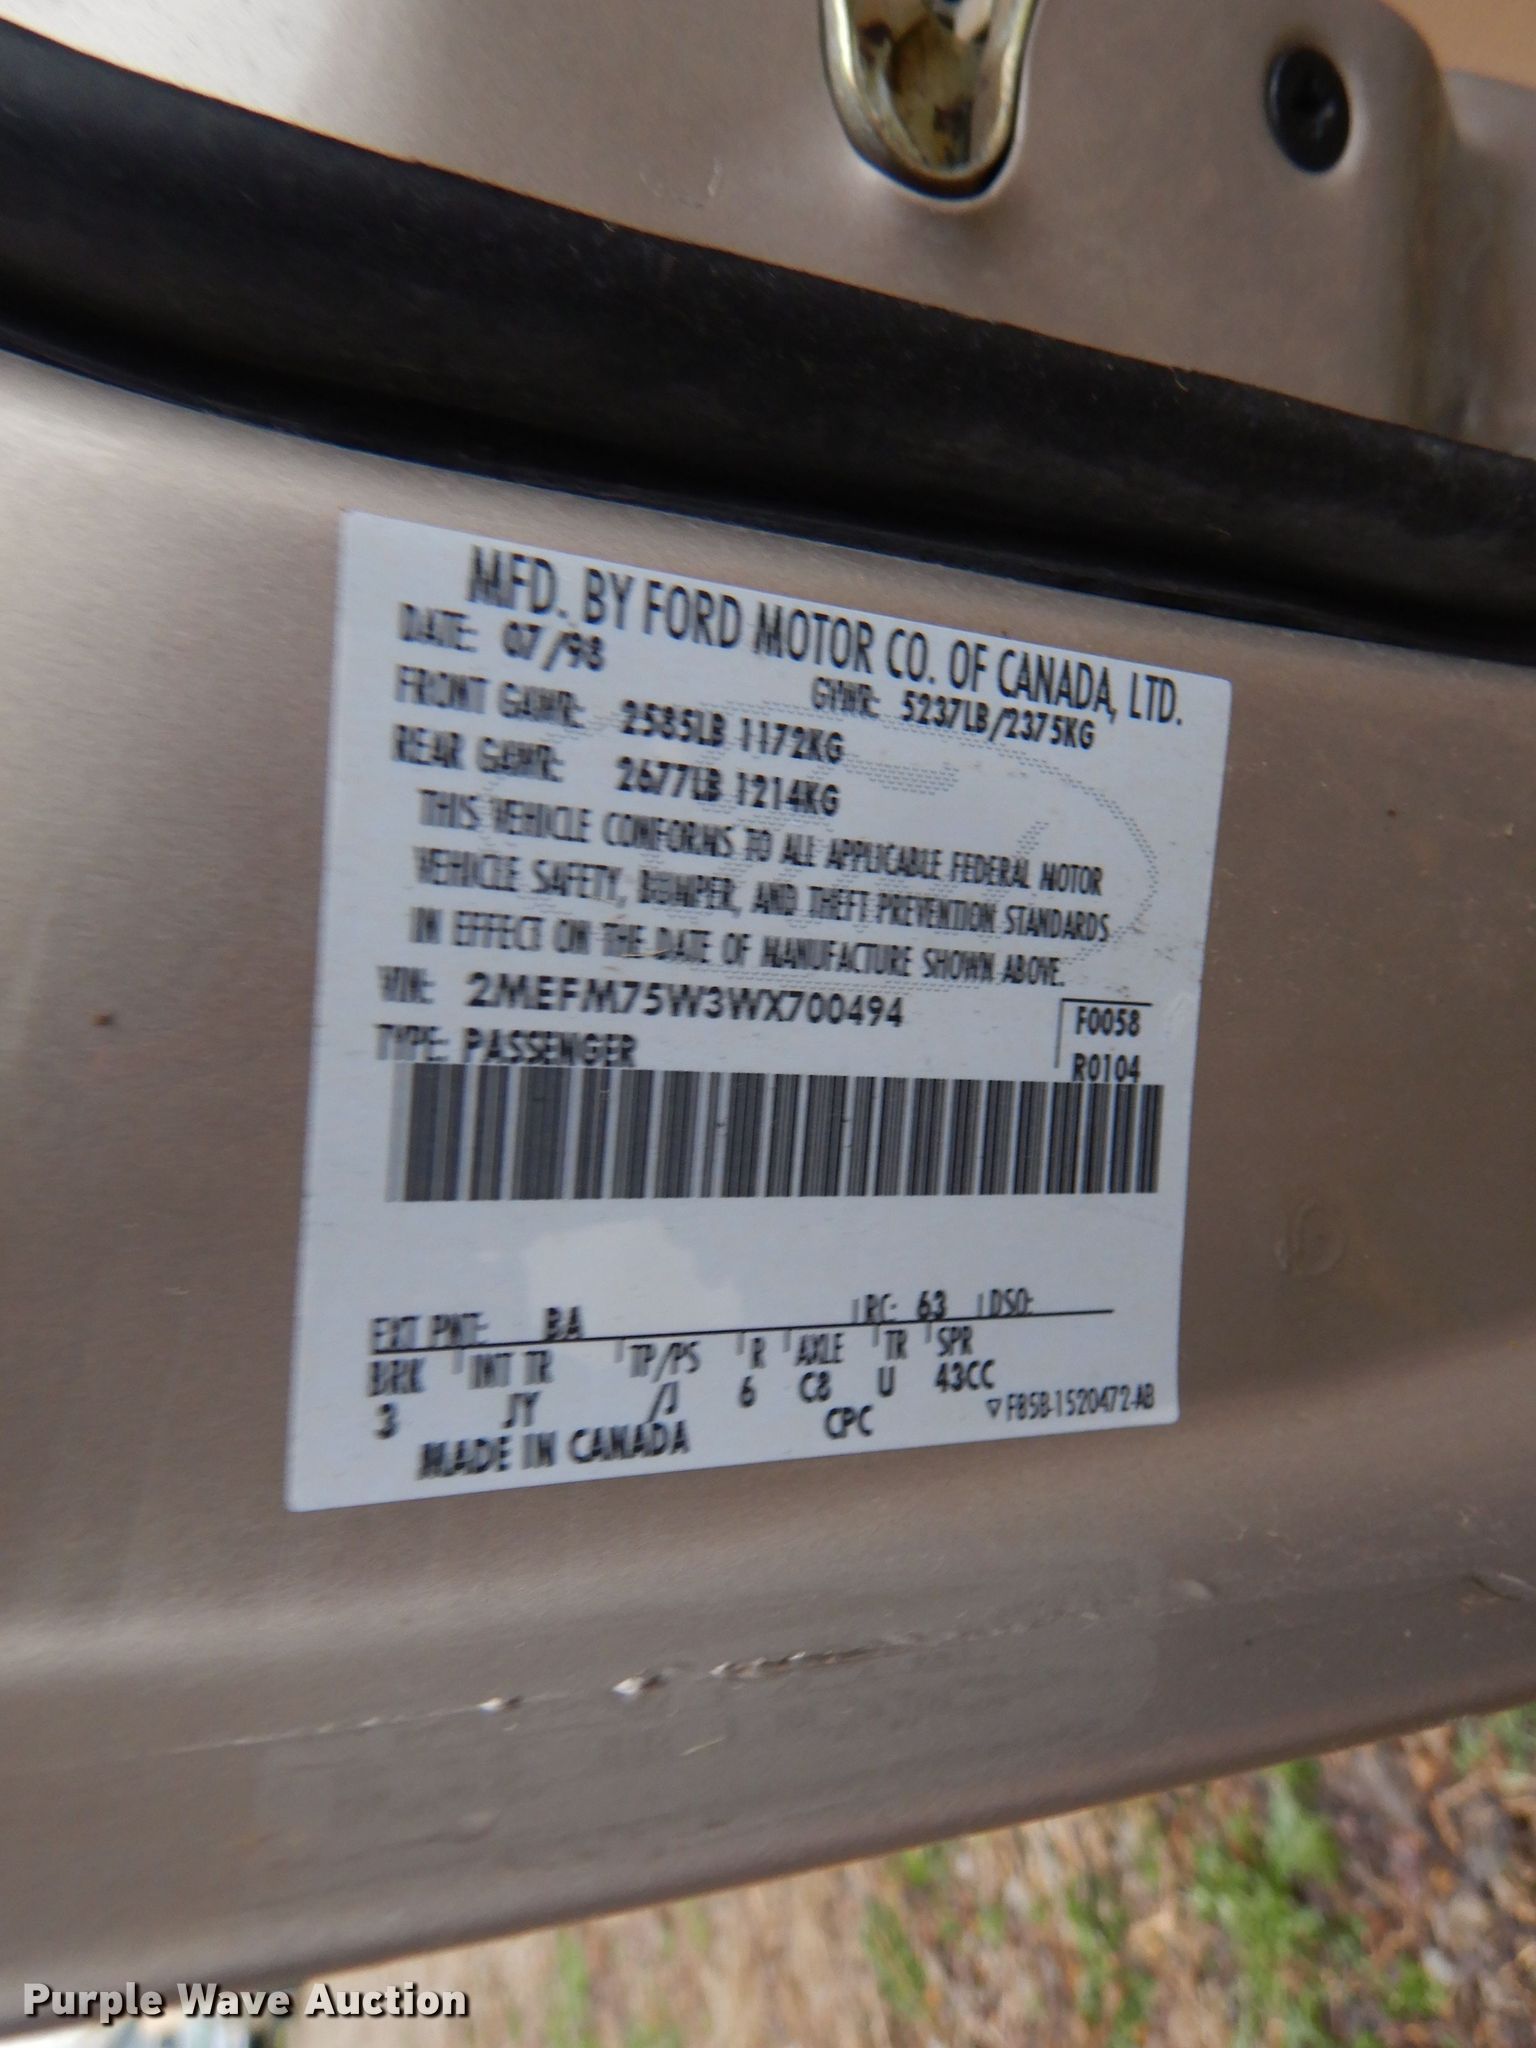 MFD. BY FORD MOTOR CO. OF CANADA, LTD.
DATE: 07/98 GVWR: 5237LB/2375KG
FRONT GAWR: 2585LB 1172KG
REAR GAWR: 2677LB 1214KG
THIS VEHICLE CONFORMS TO ALL APPLICABLE FEDERAL MOTOR
VEHICLE SAFETY, BUMPER, AND THEFT PREVENTION STANDARDS
IN EFFECT ON THE DATE OF MANUFACTURE SHOWN ABOVE.
VIN: 2MEFM75W3WX700494 F0058
TYPE: PASSENGER R0104
EXT PNT: BA RC: 63 DSO:
BRK INT TR TP/PS R AXLE TR SPR
3 JY /J 6 C8 U 43CC
MADE IN CANADA CPC ▽ F85B-1520472-AB
Purple Wave Auction